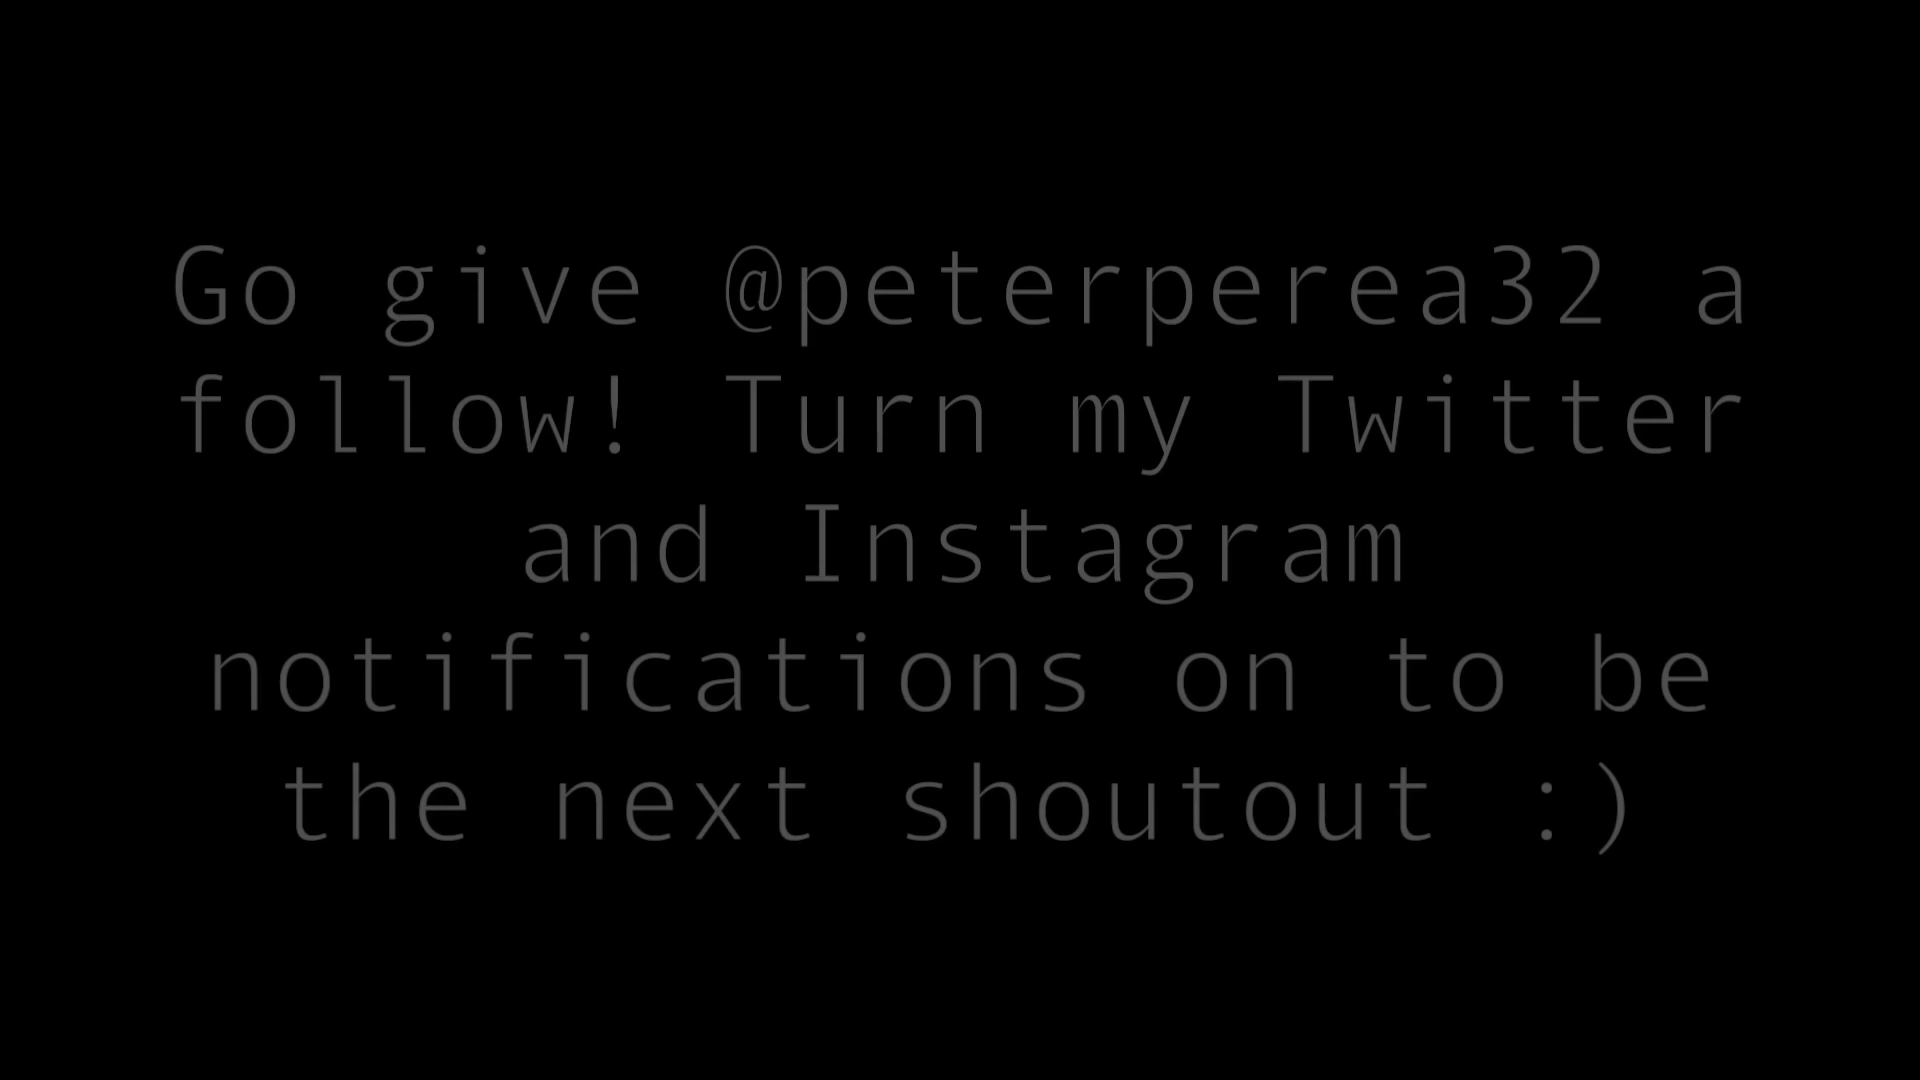 Go give @peterperea32 a
follow! Turn my Twitter
and Instagram
notifications on to be
the next shoutout :)